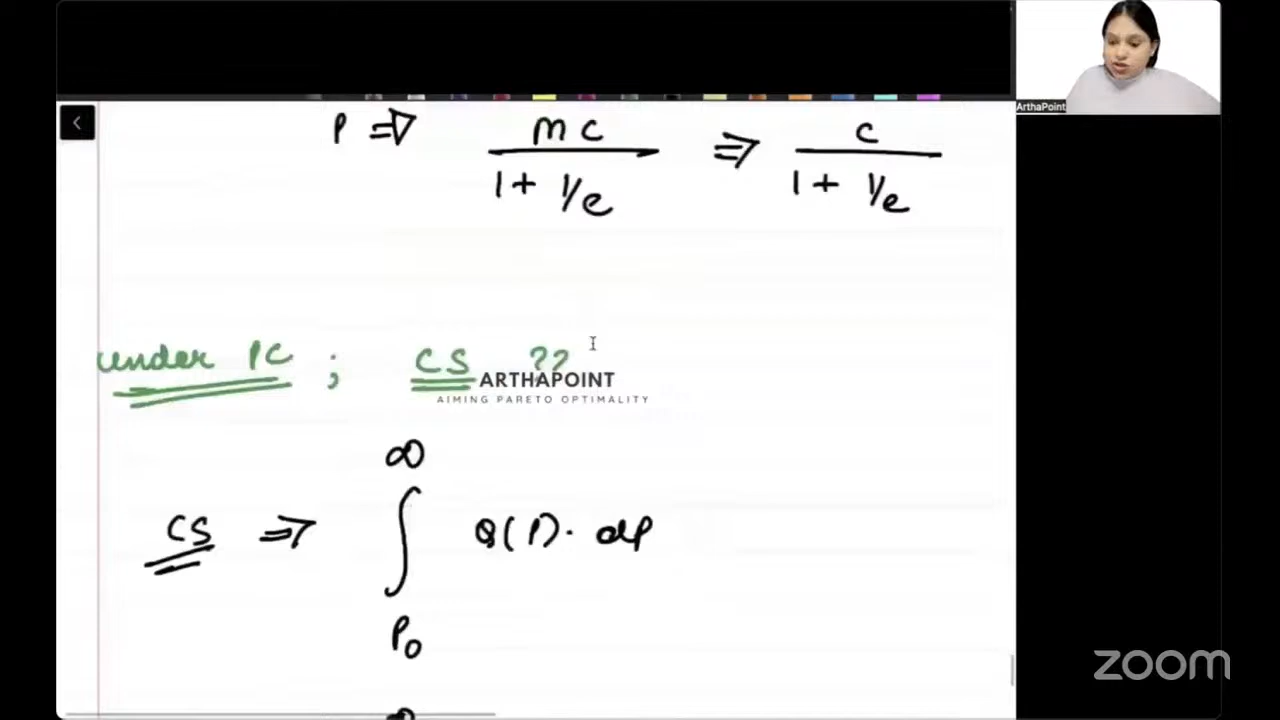 ArthaPoint
P ⇒ MC / (1 + 1/e) ⇒ C / (1 + 1/e)
under PC ; CS ??
ARTHAPOINT
AIMING PARETO OPTIMALITY
∞
CS ⇒ ∫ Q(P). dP
P₀
zoom